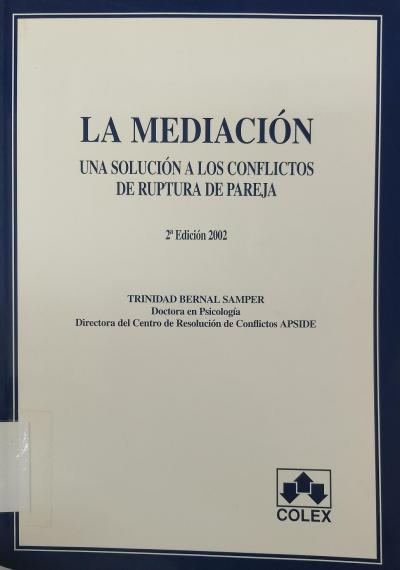 LA MEDIACIÓN
UNA SOLUCIÓN A LOS CONFLICTOS
DE RUPTURA DE PAREJA
2ª Edición 2002
TRINIDAD BERNAL SAMPER
Doctora en Psicología
Directora del Centro de Resolución de Conflictos APSIDE
COLEX